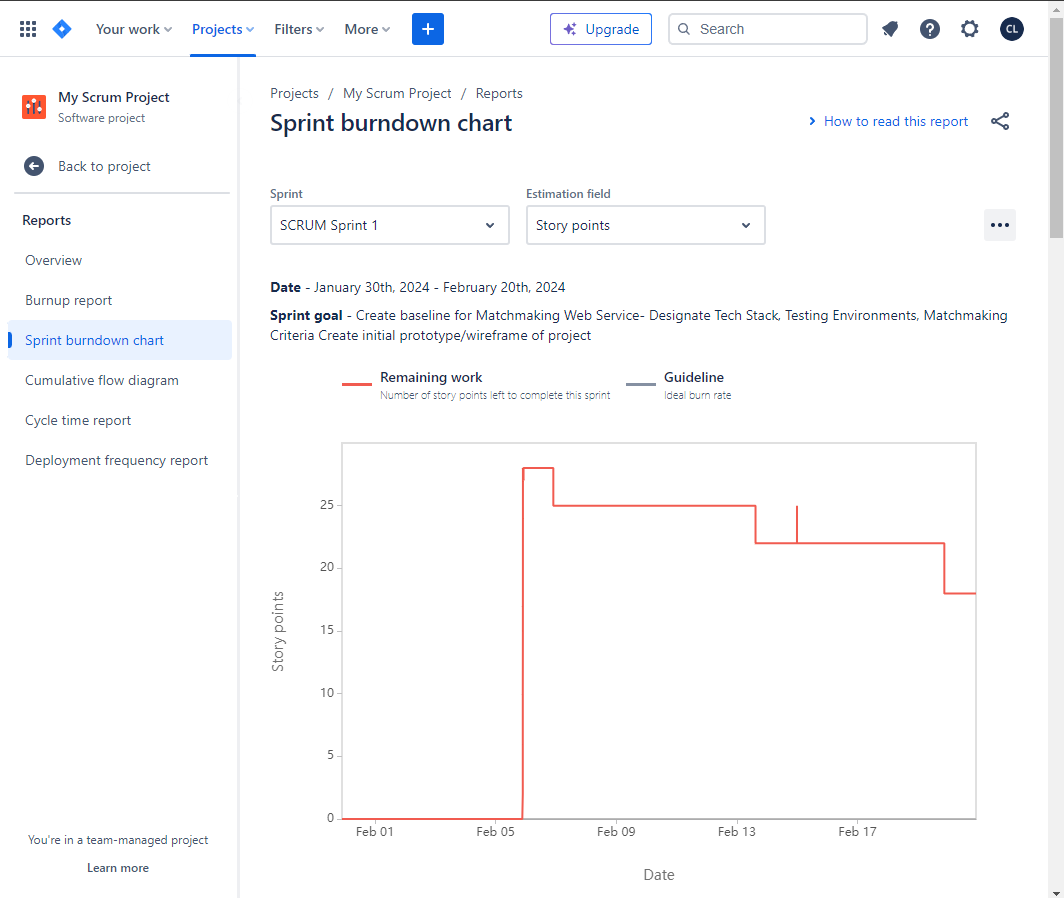 Your work
Projects
Filters
More
Upgrade
Search
CL
My Scrum Project
Software project
Back to project
Reports
Overview
Burnup report
Sprint burndown chart
Cumulative flow diagram
Cycle time report
Deployment frequency report
You're in a team-managed project
Learn more
Projects / My Scrum Project / Reports
Sprint burndown chart
How to read this report
Sprint
SCRUM Sprint 1
Estimation field
Story points
Date - January 30th, 2024 - February 20th, 2024
Sprint goal - Create baseline for Matchmaking Web Service- Designate Tech Stack, Testing Environments, Matchmaking
Criteria Create initial prototype/wireframe of project
Remaining work
Number of story points left to complete this sprint
Guideline
Ideal burn rate
Story points
25
20
15
10
5
0
Feb 01
Feb 05
Feb 09
Feb 13
Feb 17
Date